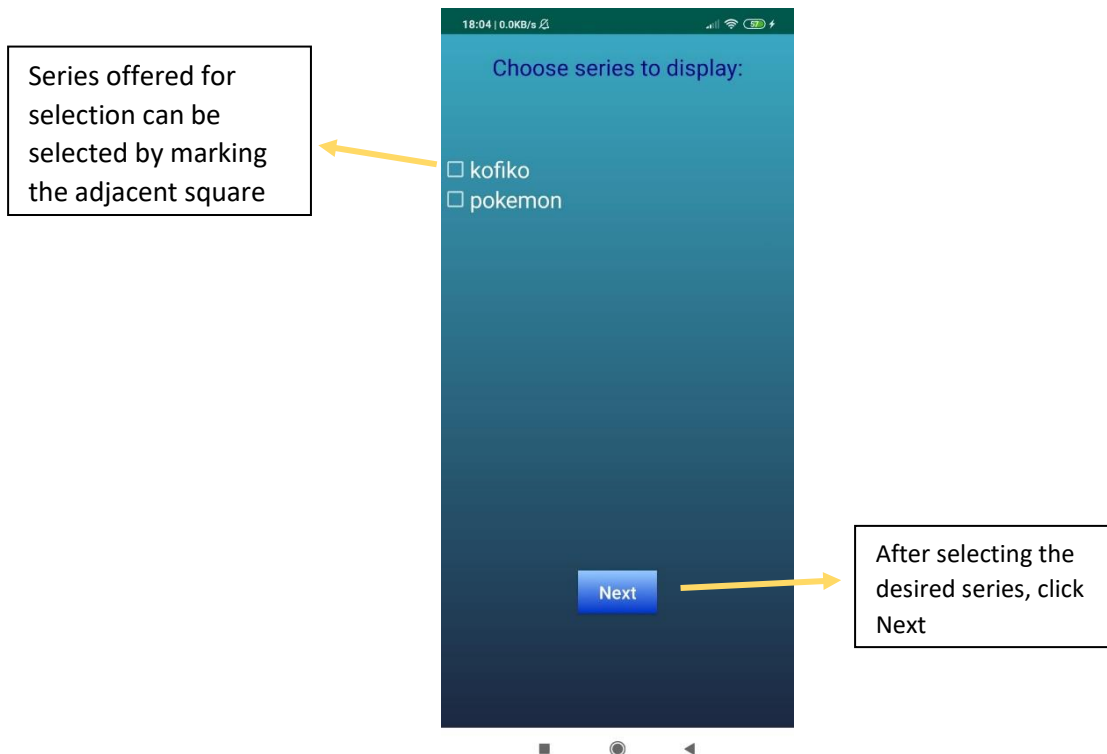 18:04 | 0.0KB/s
57
Choose series to display:
Series offered for
selection can be
selected by marking
the adjacent square
kofiko
pokemon
Next
After selecting the
desired series, click
Next